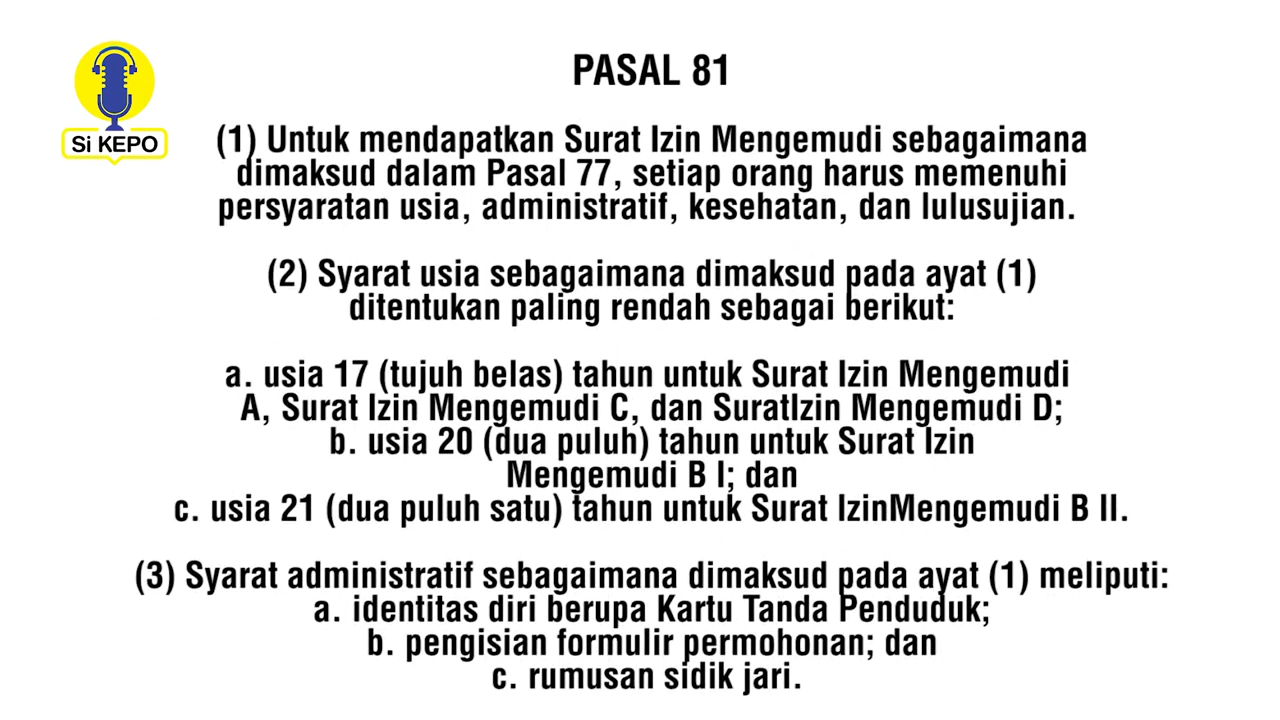 Si KEPO
PASAL 81
(1) Untuk mendapatkan Surat Izin Mengemudi sebagaimana
dimaksud dalam Pasal 77, setiap orang harus memenuhi
persyaratan usia, administratif, kesehatan, dan lulusujian.
(2) Syarat usia sebagaimana dimaksud pada ayat (1)
ditentukan paling rendah sebagai berikut:
a. usia 17 (tujuh belas) tahun untuk Surat Izin Mengemudi
A, Surat Izin Mengemudi C, dan SuratIzin Mengemudi D;
b. usia 20 (dua puluh) tahun untuk Surat Izin
Mengemudi B I; dan
c. usia 21 (dua puluh satu) tahun untuk Surat IzinMengemudi B II.
(3) Syarat administratif sebagaimana dimaksud pada ayat (1) meliputi:
a. identitas diri berupa Kartu Tanda Penduduk;
b. pengisian formulir permohonan; dan
c. rumusan sidik jari.